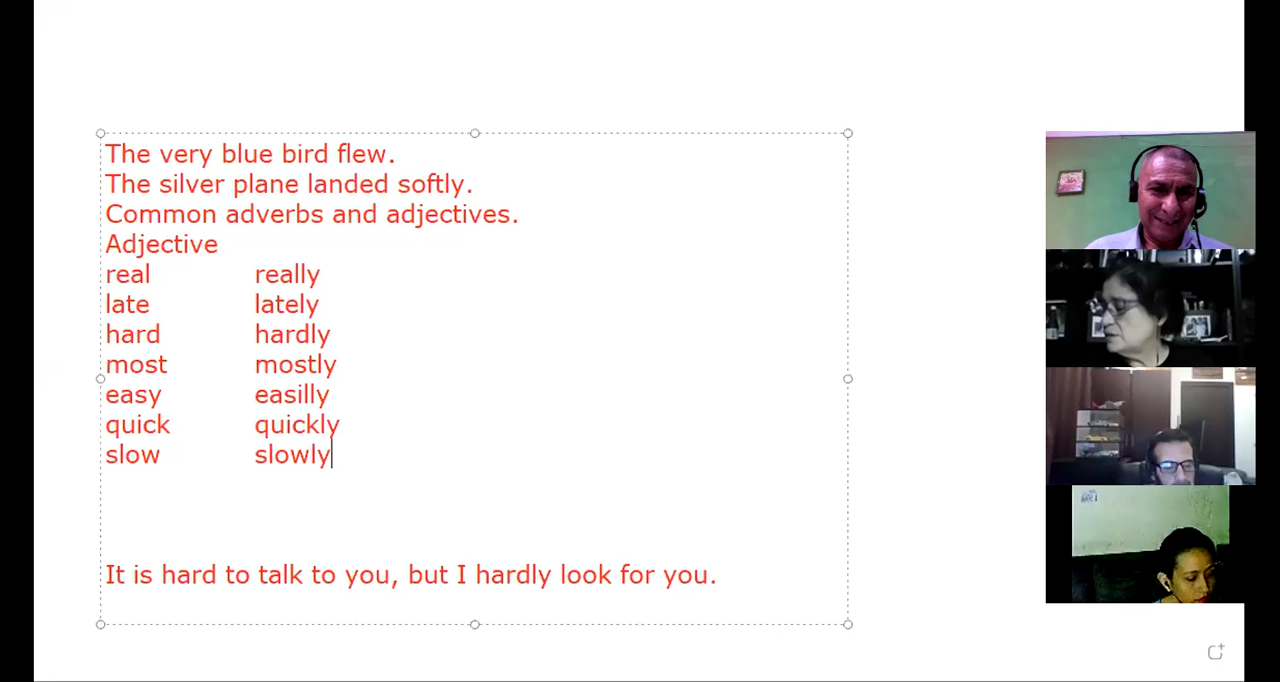 The very blue bird flew.
The silver plane landed softly.
Common adverbs and adjectives.
Adjective
real really
late lately
hard hardly
most mostly
easy easilly
quick quickly
slow slowly
It is hard to talk to you, but I hardly look for you.